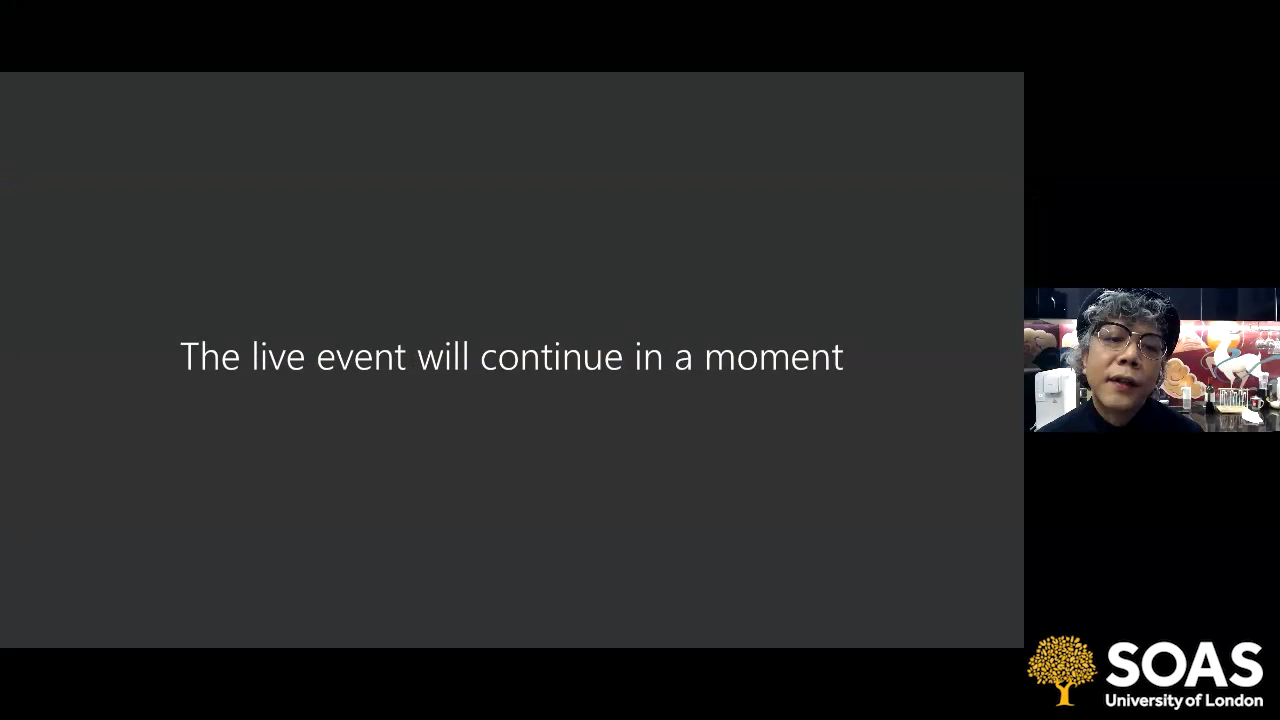 The live event will continue in a moment
SOAS
University of London